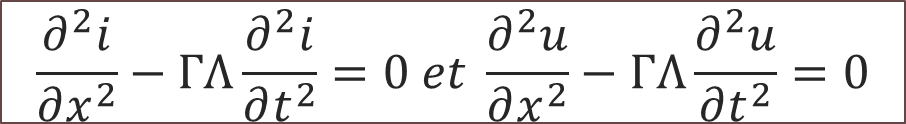 ∂²i/∂x² − ΓΛ ∂²i/∂t² = 0 et ∂²u/∂x² − ΓΛ ∂²u/∂t² = 0